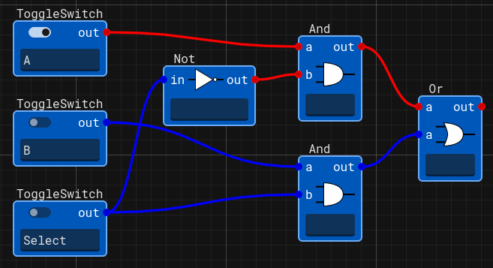 ToggleSwitch
out
A
ToggleSwitch
out
B
ToggleSwitch
out
Select
Not
in out
And
a out
b
And
a out
b
Or
a out
a